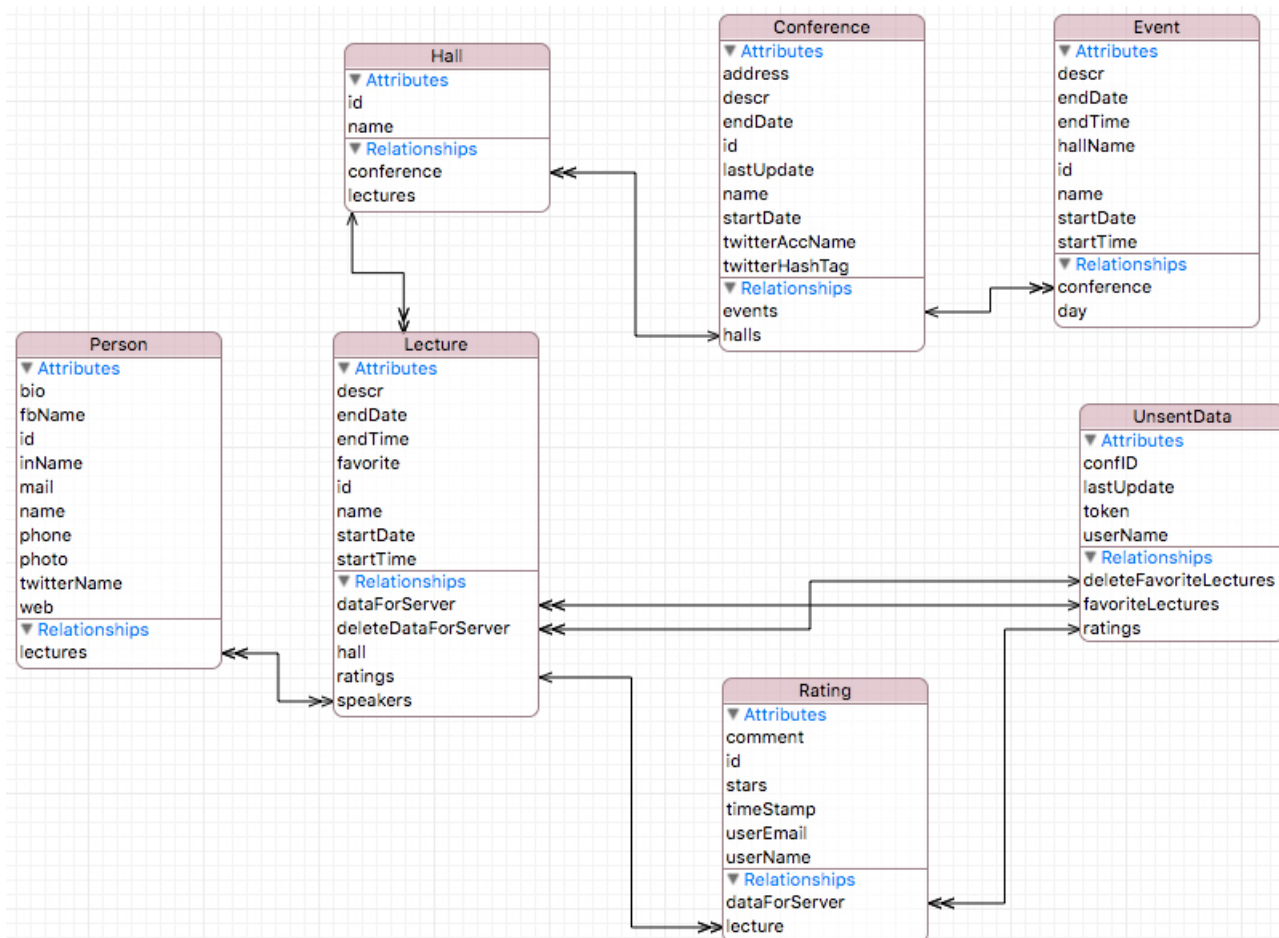 Hall
Attributes
id
name
Relationships
conference
lectures
Conference
Attributes
address
descr
endDate
id
lastUpdate
name
startDate
twitterAccName
twitterHashTag
Relationships
events
halls
Event
Attributes
descr
endDate
endTime
hallName
id
name
startDate
startTime
Relationships
conference
day
Person
Attributes
bio
fbName
id
inName
mail
name
phone
photo
twitterName
web
Relationships
lectures
Lecture
Attributes
descr
endDate
endTime
favorite
id
name
startDate
startTime
Relationships
dataForServer
deleteDataForServer
hall
ratings
speakers
UnsentData
Attributes
confID
lastUpdate
token
userName
Relationships
deleteFavoriteLectures
favoriteLectures
ratings
Rating
Attributes
comment
id
stars
timeStamp
userEmail
userName
Relationships
dataForServer
lecture